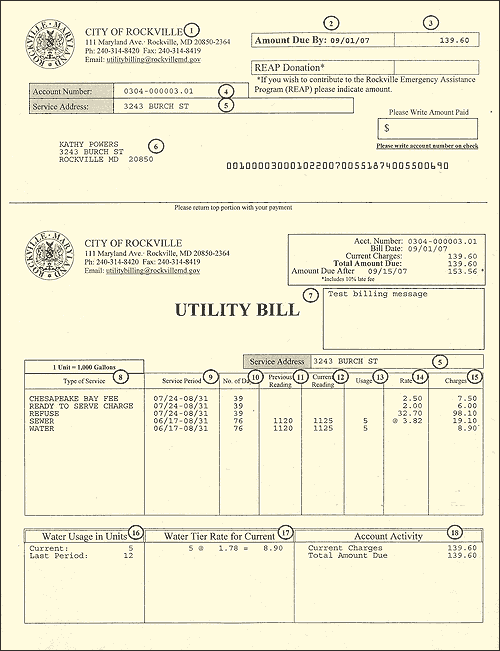 ROCKVILLE · MARYLAND
CITY OF ROCKVILLE 1
111 Maryland Ave.· Rockville, MD 20850-2364
Ph: 240-314-8420 Fax: 240-314-8419
Email: utilitybilling@rockvillemd.gov
2 3
Amount Due By: 09/01/07 139.60
REAP Donation*
*If you wish to contribute to the Rockville Emergency Assistance
Program (REAP) please indicate amount.
Account Number: 0304-000003.01 4
Service Address: 3243 BURCH ST 5
Please Write Amount Paid
$
Please write account number on check
KATHY POWERS 6
3243 BURCH ST
ROCKVILLE MD 20850
Please return top portion with your payment
ROCKVILLE · MARYLAND
CITY OF ROCKVILLE
111 Maryland Ave.· Rockville, MD 20850-2364
Ph: 240-314-8420 Fax: 240-314-8419
Email: utilitybilling@rockvillemd.gov
Acct. Number: 0304-000003.01
Bill Date: 09/01/07
Current Charges: 139.60
Total Amount Due: 139.60
Amount Due After 09/15/07 153.56 *
*Includes 10% late fee
UTILITY BILL
7 Test billing message
Service Address 3243 BURCH ST 5
1 Unit = 1,000 Gallons
Type of Service 8 Service Period 9 No. of Da 10 Previous Reading 11 Current Reading 12 Usage 13 Rate 14 Charges 15
CHESAPEAKE BAY FEE 07/24-08/31 39 2.50 7.50
READY TO SERVE CHARGE 07/24-08/31 39 2.00 6.00
REFUSE 07/24-08/31 39 32.70 98.10
SEWER 06/17-08/31 76 1120 1125 5 @ 3.82 19.10
WATER 06/17-08/31 76 1120 1125 5 8.90
Water Usage in Units 16 Water Tier Rate for Current 17 Account Activity 18
Current: 5 5 @ 1.78 = 8.90 Current Charges 139.60
Last Period: 12 Total Amount Due 139.60